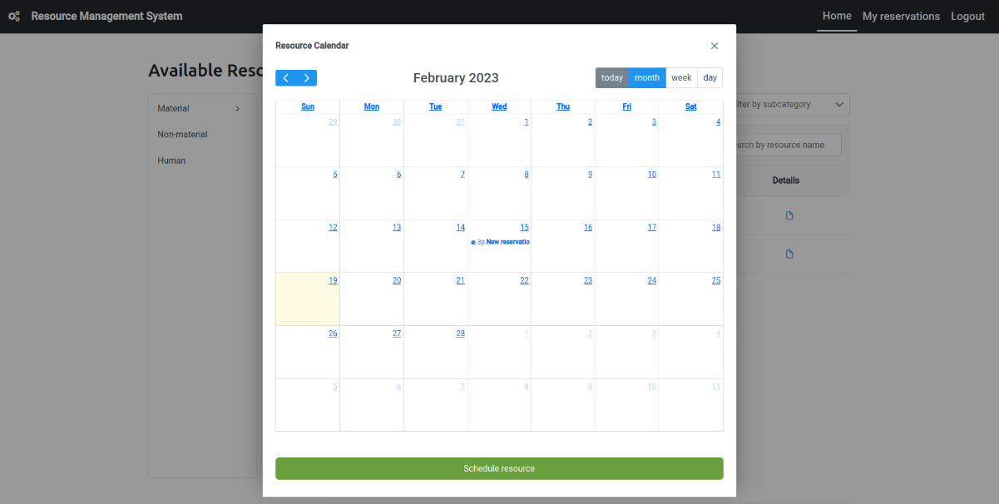 Resource Management System Home My reservations Logout
Available Reso
Material
Non-material
Human
Resource Calendar
February 2023 today month week day
Sun Mon Tue Wed Thu Fri Sat
29 30 31 1 2 3 4
5 6 7 8 9 10 11
12 13 14 15 16 17 18
3p New reservatio
19 20 21 22 23 24 25
26 27 28 1 2 3 4
5 6 7 8 9 10 11
Schedule resource
by subcategory
by resource name
Details